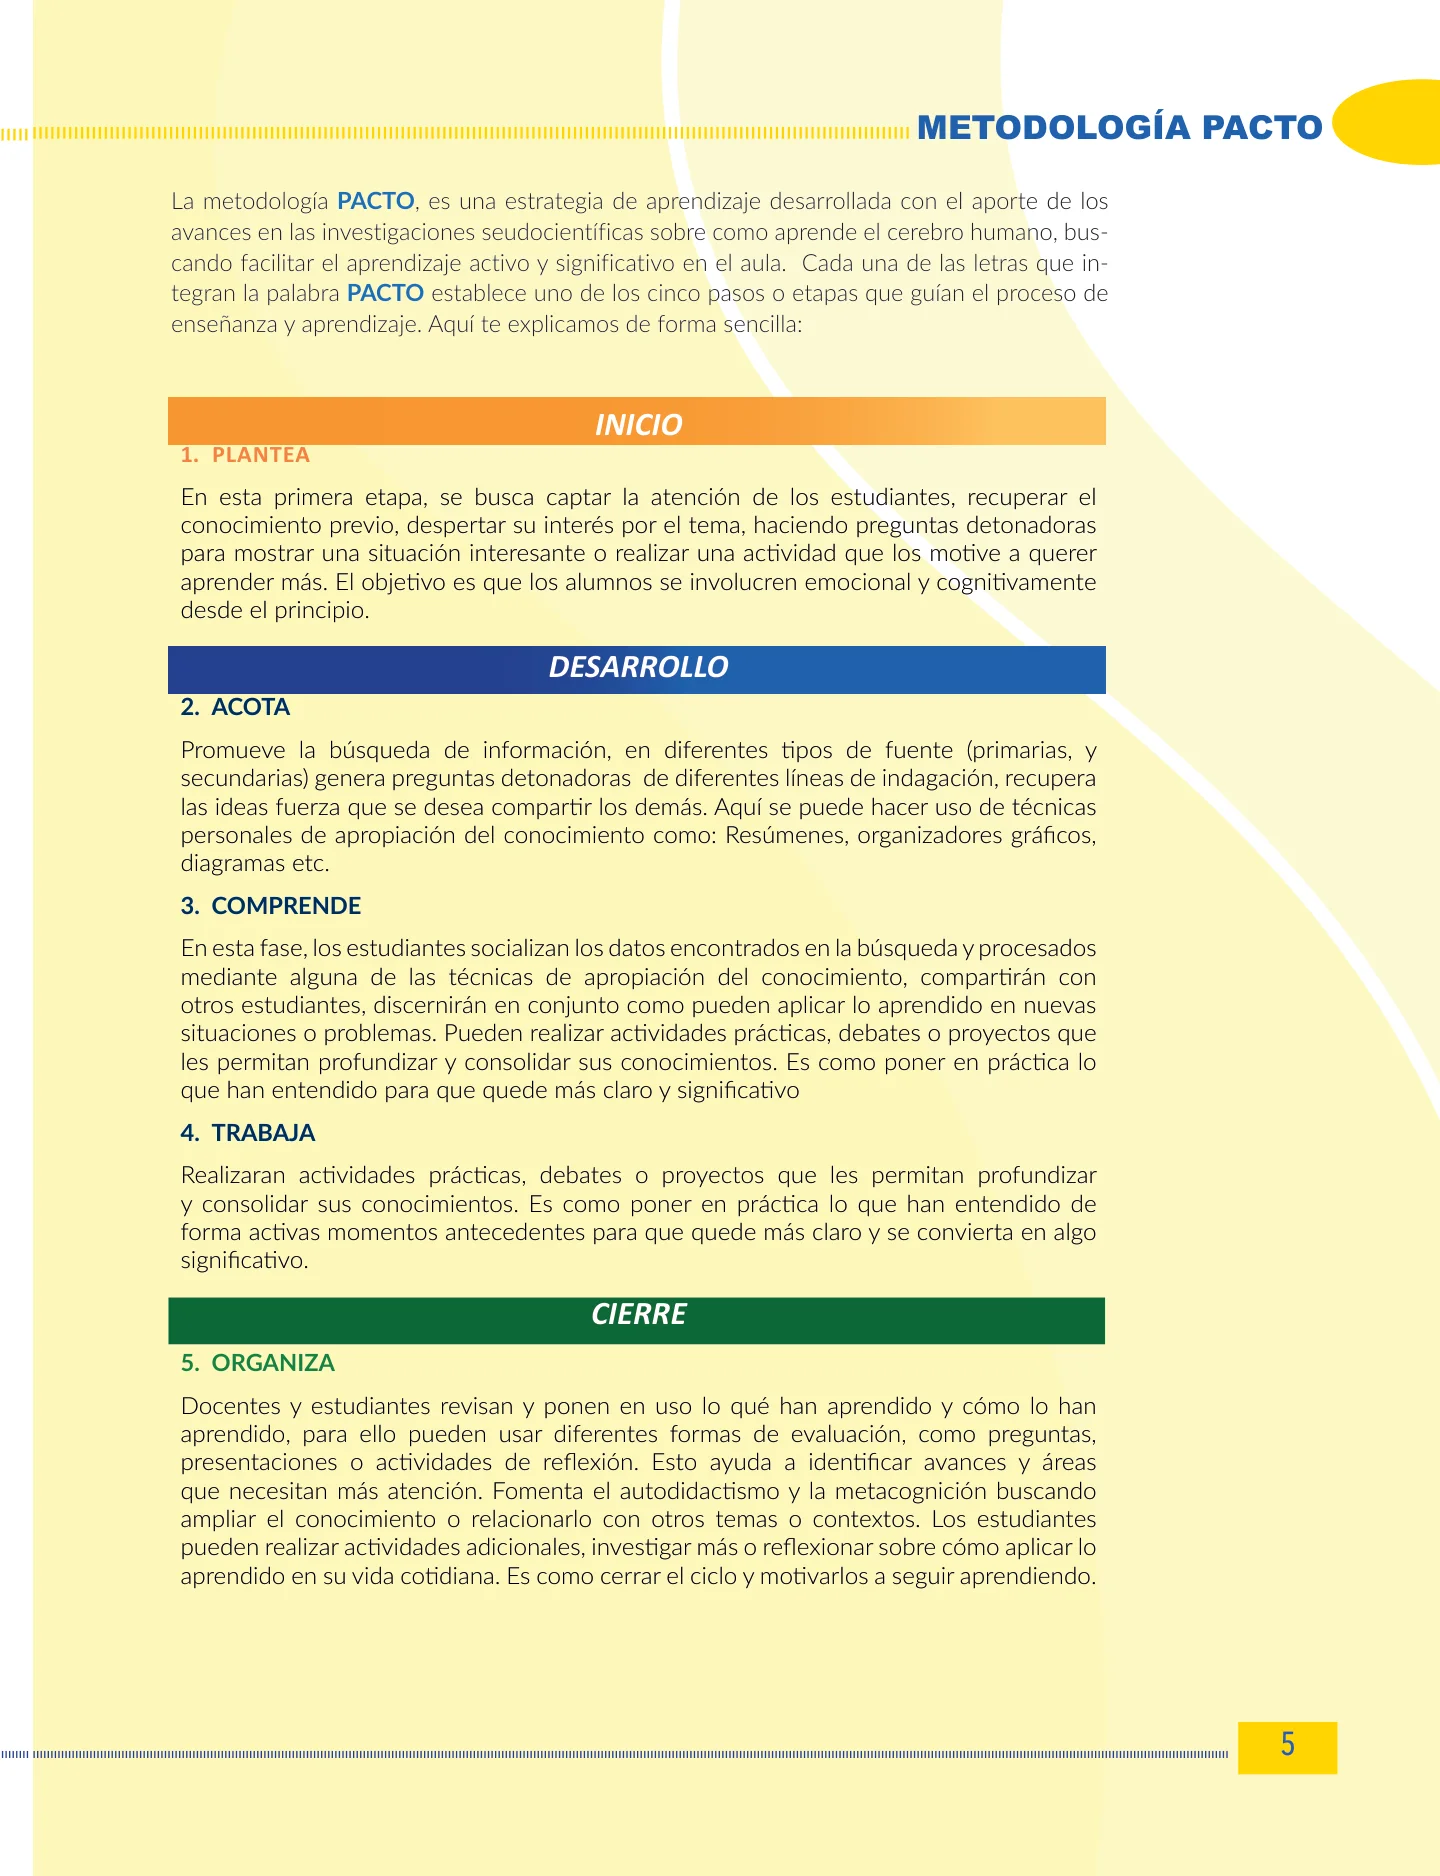 METODOLOGÍA PACTO
La metodología PACTO, es una estrategia de aprendizaje desarrollada con el aporte de los
avances en las investigaciones seudocientíficas sobre como aprende el cerebro humano, bus-
cando facilitar el aprendizaje activo y significativo en el aula.  Cada una de las letras que in-
tegran la palabra PACTO establece uno de los cinco pasos o etapas que guían el proceso de
enseñanza y aprendizaje. Aquí te explicamos de forma sencilla:
INICIO
1. PLANTEA
En esta primera etapa, se busca captar la atención de los estudiantes, recuperar el
conocimiento previo, despertar su interés por el tema, haciendo preguntas detonadoras
para mostrar una situación interesante o realizar una actividad que los motive a querer
aprender más. El objetivo es que los alumnos se involucren emocional y cognitivamente
desde el principio.
DESARROLLO
2. ACOTA
Promueve la búsqueda de información, en diferentes tipos de fuente (primarias, y
secundarias) genera preguntas detonadoras  de diferentes líneas de indagación, recupera
las ideas fuerza que se desea compartir los demás. Aquí se puede hacer uso de técnicas
personales de apropiación del conocimiento como: Resúmenes, organizadores gráficos,
diagramas etc.
3. COMPRENDE
En esta fase, los estudiantes socializan los datos encontrados en la búsqueda y procesados
mediante alguna de las técnicas de apropiación del conocimiento, compartirán con
otros estudiantes, discernirán en conjunto como pueden aplicar lo aprendido en nuevas
situaciones o problemas. Pueden realizar actividades prácticas, debates o proyectos que
les permitan profundizar y consolidar sus conocimientos. Es como poner en práctica lo
que han entendido para que quede más claro y significativo
4. TRABAJA
Realizaran actividades prácticas, debates o proyectos que les permitan profundizar
y consolidar sus conocimientos. Es como poner en práctica lo que han entendido de
forma activas momentos antecedentes para que quede más claro y se convierta en algo
significativo.
CIERRE
5. ORGANIZA
Docentes y estudiantes revisan y ponen en uso lo qué han aprendido y cómo lo han
aprendido, para ello pueden usar diferentes formas de evaluación, como preguntas,
presentaciones o actividades de reflexión. Esto ayuda a identificar avances y áreas
que necesitan más atención. Fomenta el autodidactismo y la metacognición buscando
ampliar el conocimiento o relacionarlo con otros temas o contextos. Los estudiantes
pueden realizar actividades adicionales, investigar más o reflexionar sobre cómo aplicar lo
aprendido en su vida cotidiana. Es como cerrar el ciclo y motivarlos a seguir aprendiendo.
5